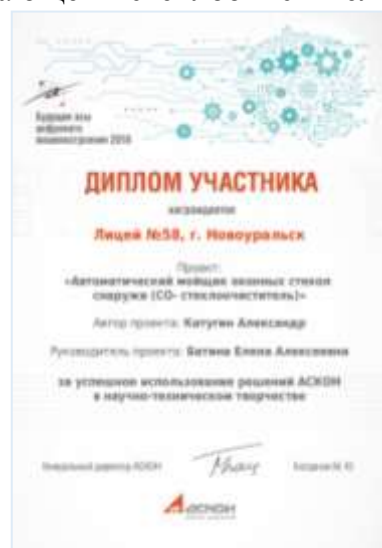 Будущие асы
цифрового
машиностроения 2018
ДИПЛОМ УЧАСТНИКА
награждается
Лицей №58, г. Новоуральск
Проект:
«Автоматический мойщик оконных стекол
снаружи (СО- стеклоочиститель)»
Автор проекта: Катугин Александр
Руководитель проекта: Батина Елена Алексеевна
за успешное использование решений АСКОН
в научно-техническом творчестве
Генеральный директор АСКОН
АСКОН